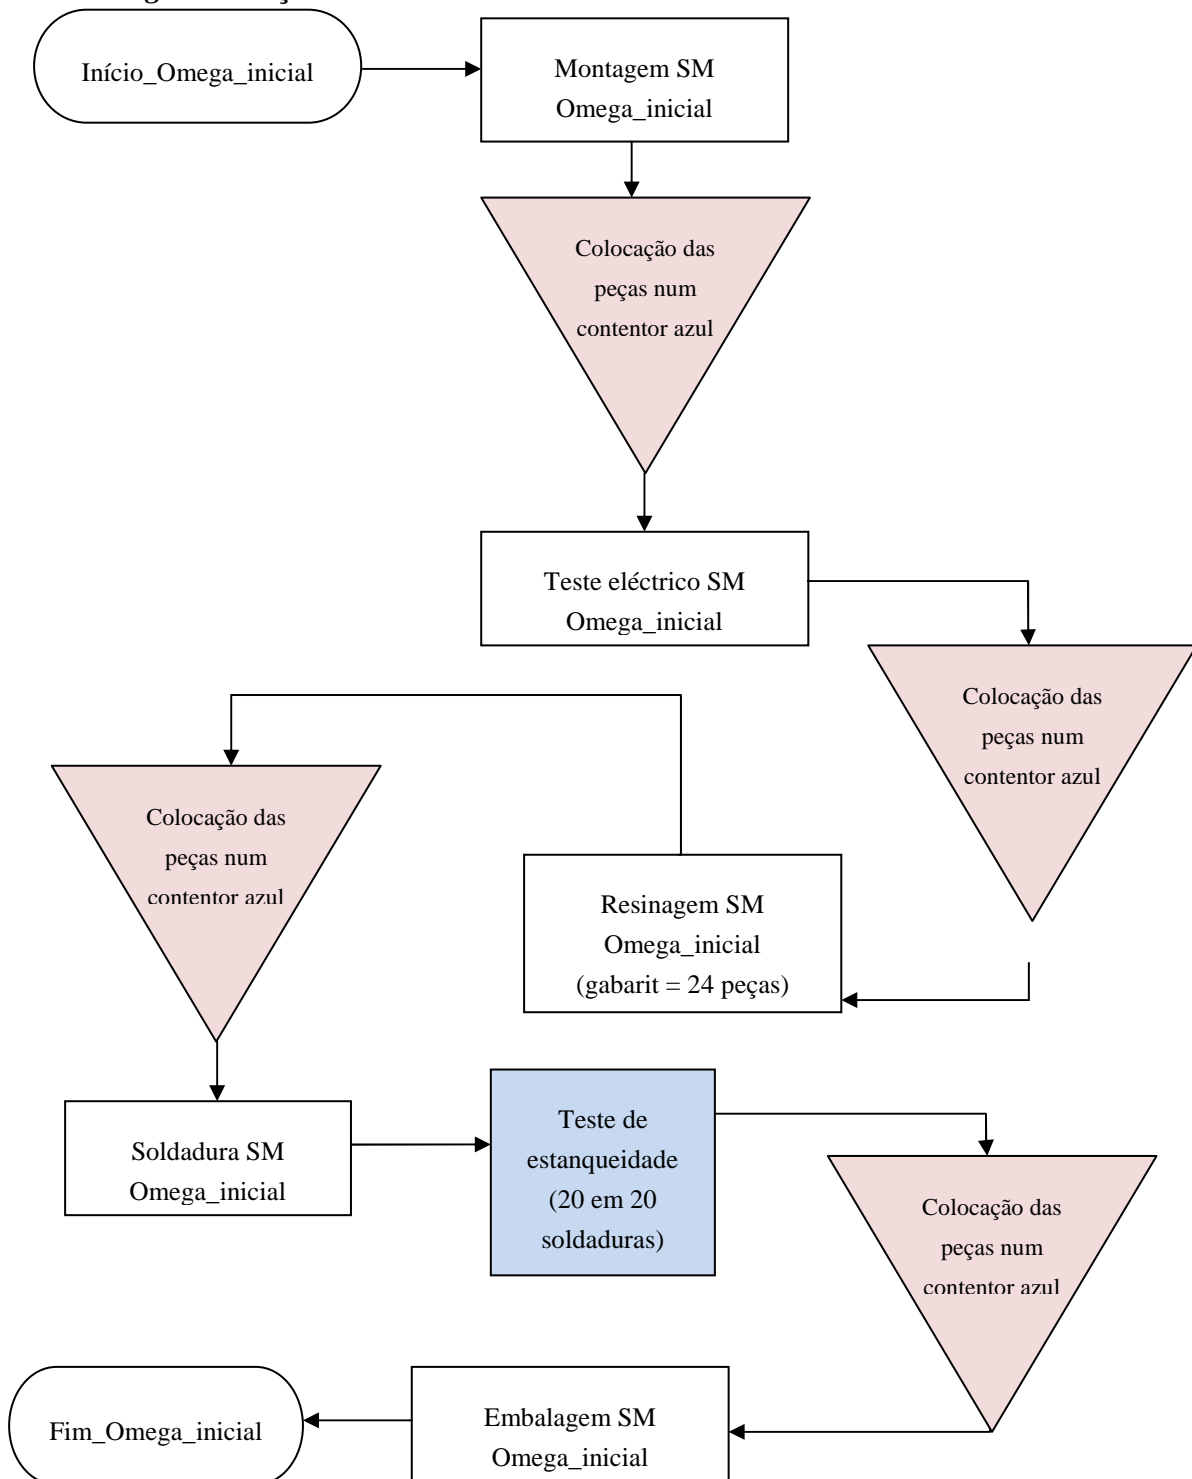 Início_Omega_inicial
Montagem SM
Omega_inicial
Colocação das
peças num
contentor azul
Teste eléctrico SM
Omega_inicial
Colocação das
peças num
contentor azul
Colocação das
peças num
contentor azul
Resinagem SM
Omega_inicial
(gabarit = 24 peças)
Soldadura SM
Omega_inicial
Teste de
estanqueidade
(20 em 20
soldaduras)
Colocação das
peças num
contentor azul
Embalagem SM
Omega_inicial
Fim_Omega_inicial